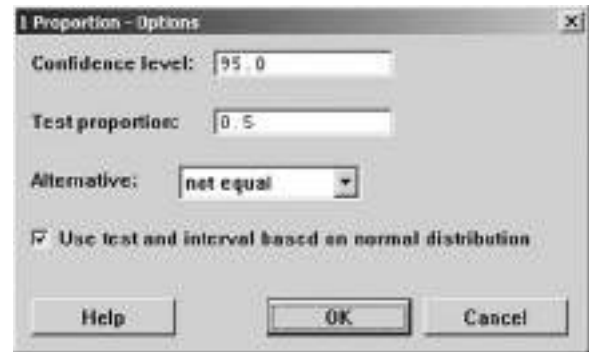 1 Proportion - Options
Confidence level: 95.0
Test proportion: 0.5
Alternative: not equal
Use test and interval based on normal distribution
Help OK Cancel